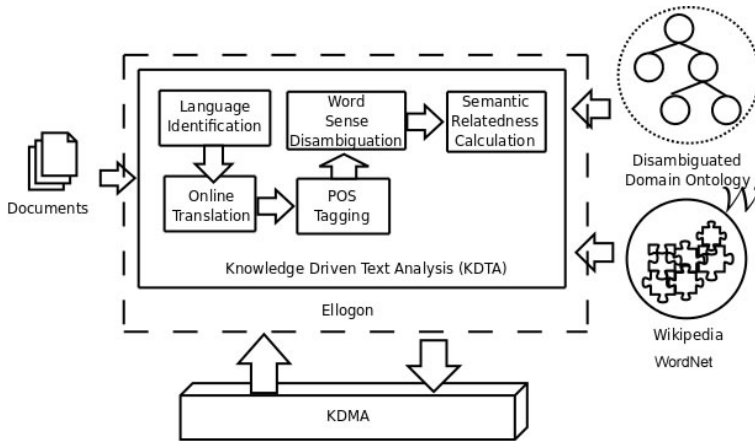 Language
Identification
Word
Sense
Disambiguation
Semantic
Relatedness
Calculation
Documents
Online
Translation
POS
Tagging
Knowledge Driven Text Analysis (KDTA)
Ellogon
Disambiguated
Domain Ontology
W
Wikipedia
WordNet
KDMA